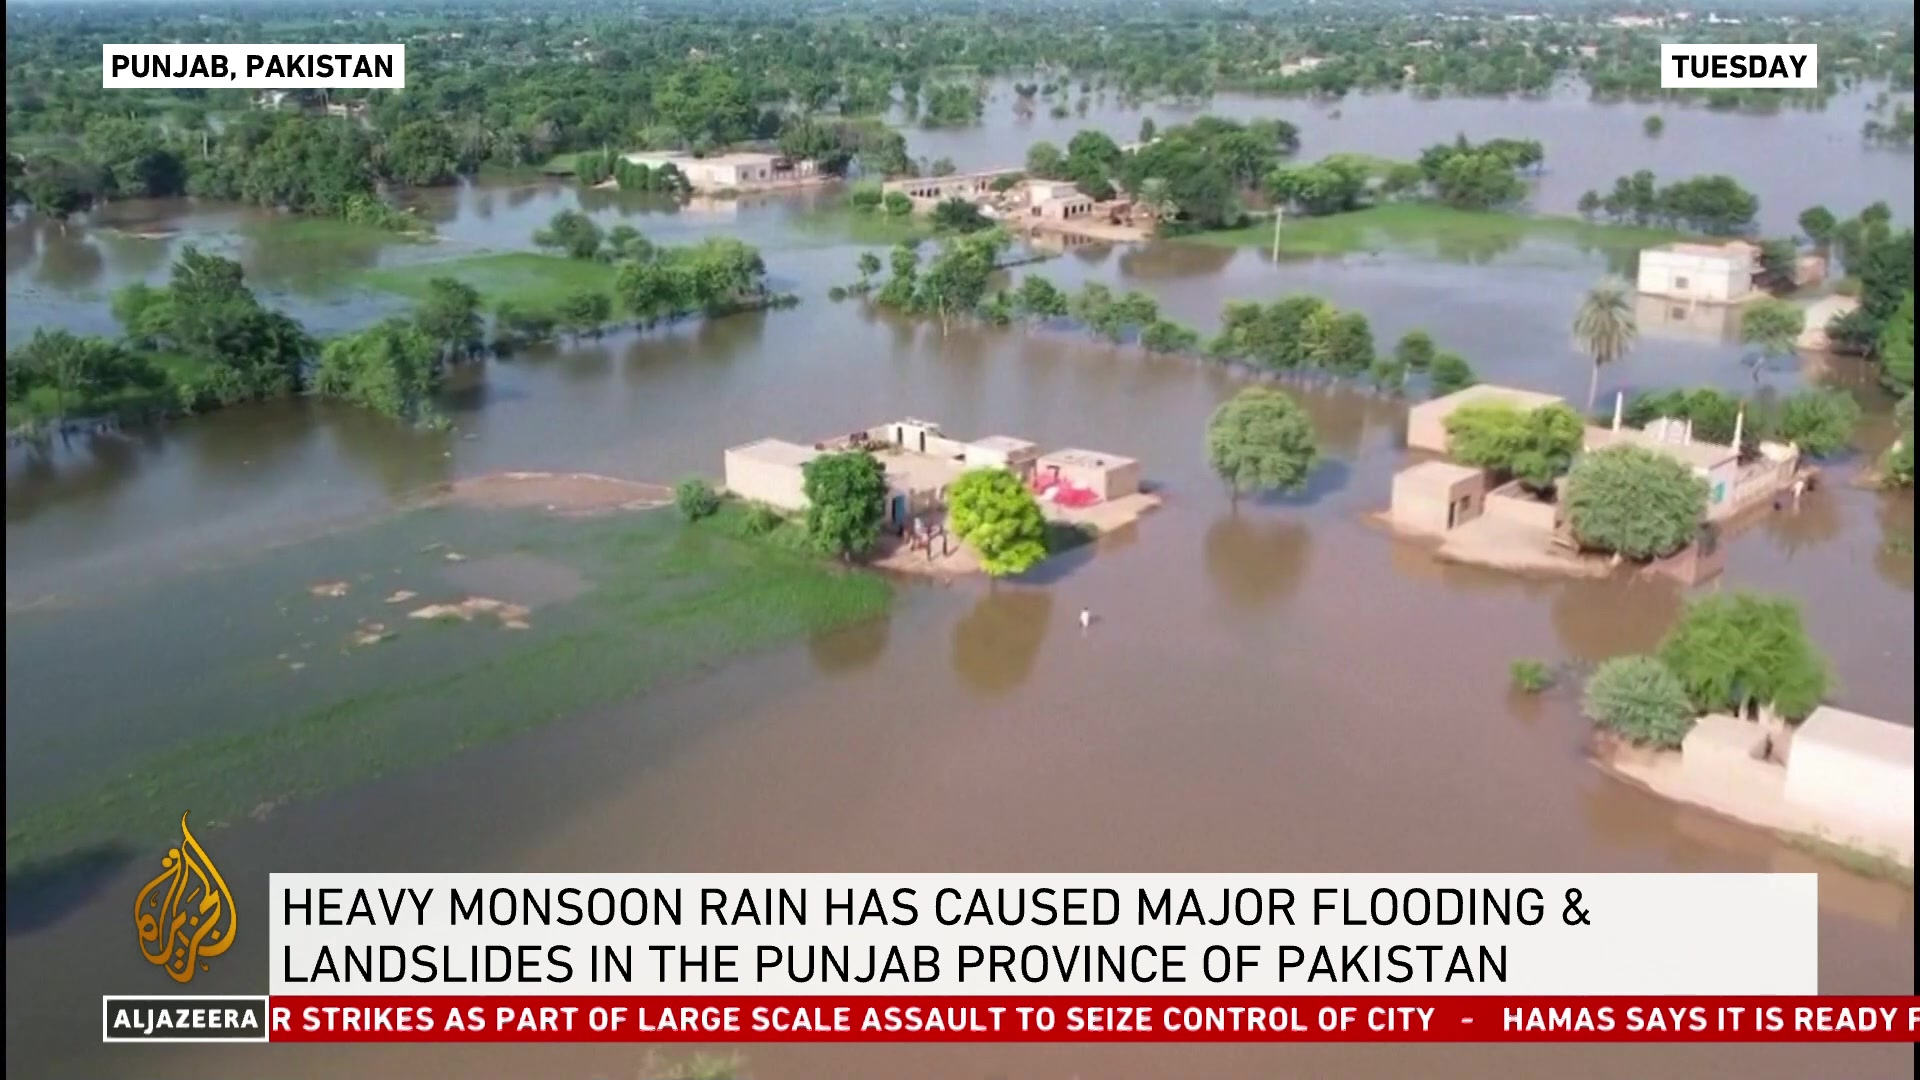 PUNJAB, PAKISTAN
TUESDAY
HEAVY MONSOON RAIN HAS CAUSED MAJOR FLOODING &
LANDSLIDES IN THE PUNJAB PROVINCE OF PAKISTAN
ALJAZEERA
R STRIKES AS PART OF LARGE SCALE ASSAULT TO SEIZE CONTROL OF CITY - HAMAS SAYS IT IS READY F